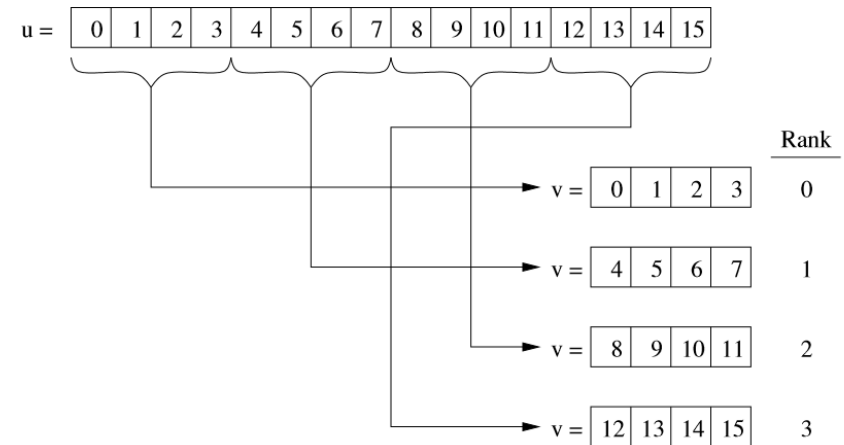 u = 0 1 2 3 4 5 6 7 8 9 10 11 12 13 14 15
Rank
v = 0 1 2 3 0
v = 4 5 6 7 1
v = 8 9 10 11 2
v = 12 13 14 15 3